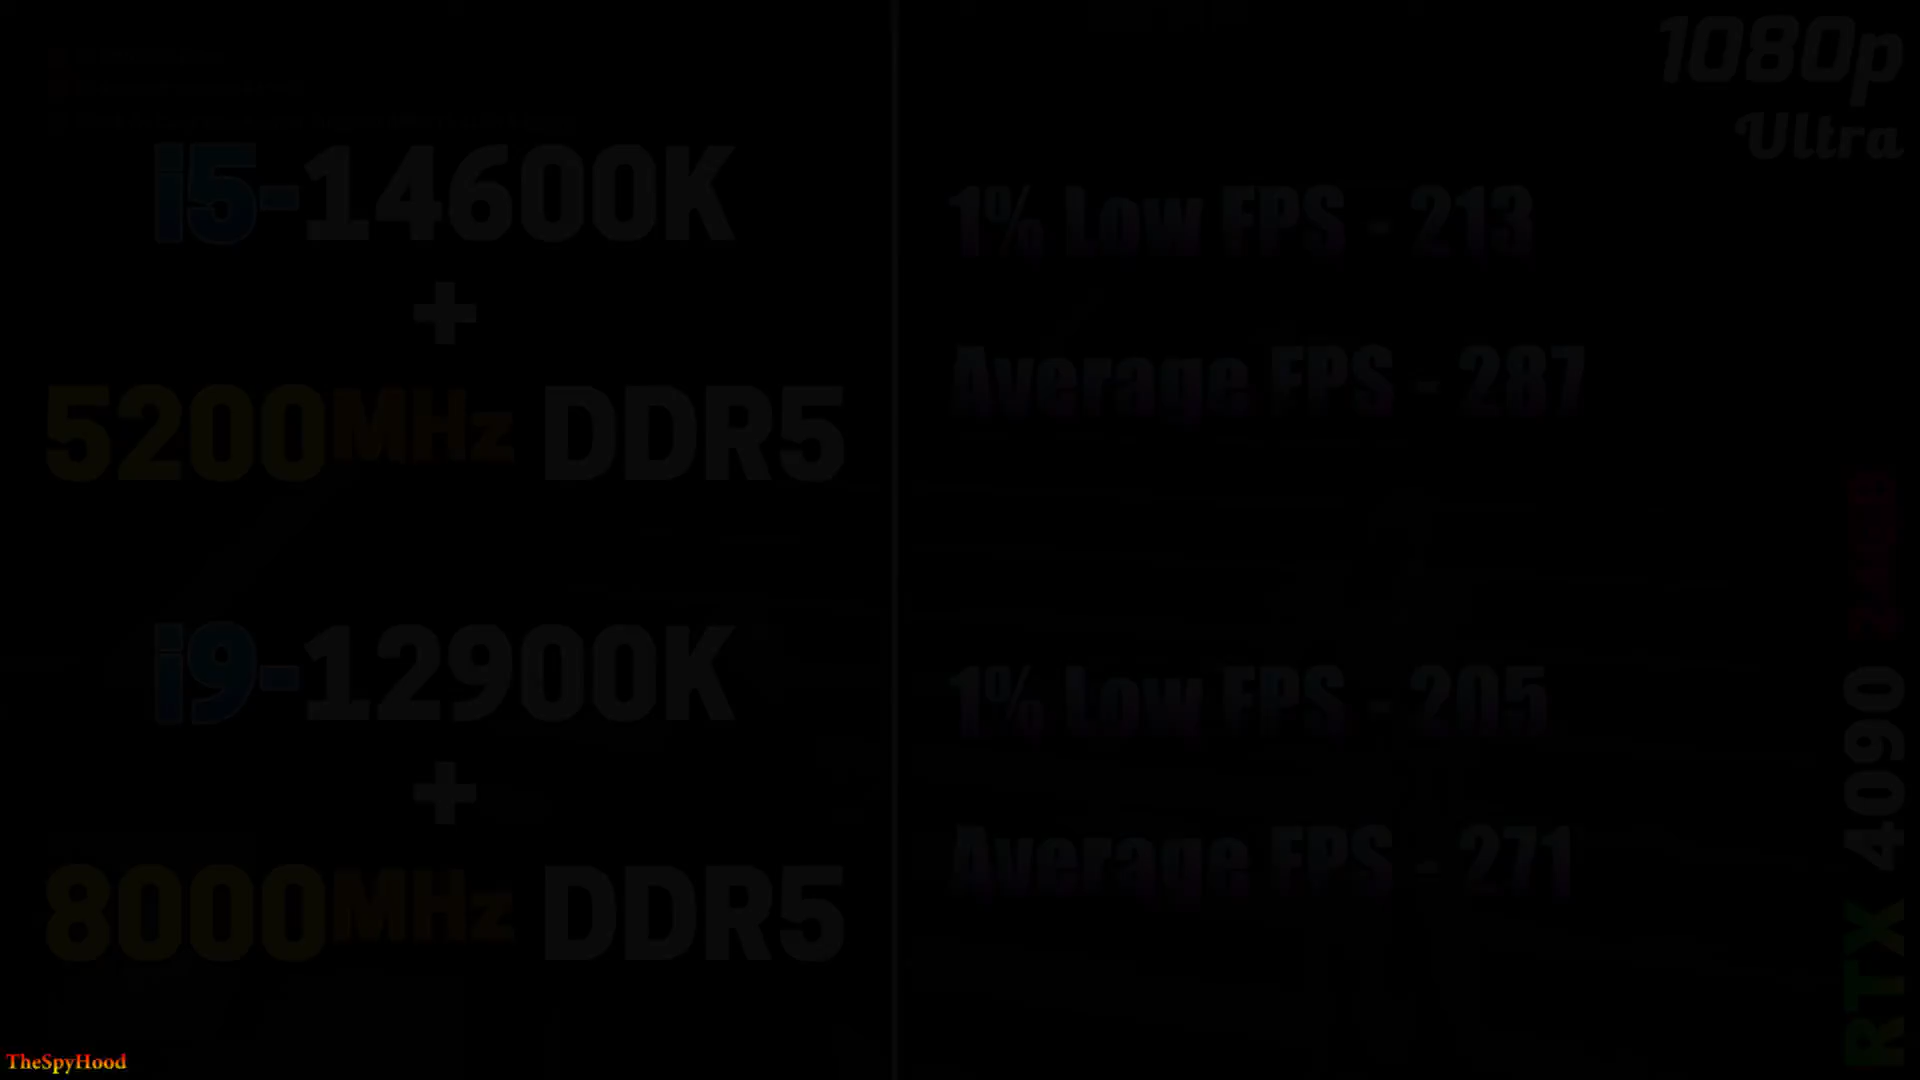 1080p
Ultra
i5-14600K
+
5200MHz DDR5
1% Low FPS - 213
Average FPS - 287
i9-12900K
+
8000MHz DDR5
1% Low FPS - 205
Average FPS - 271
RTX 4090 24GB
TheSpyHood